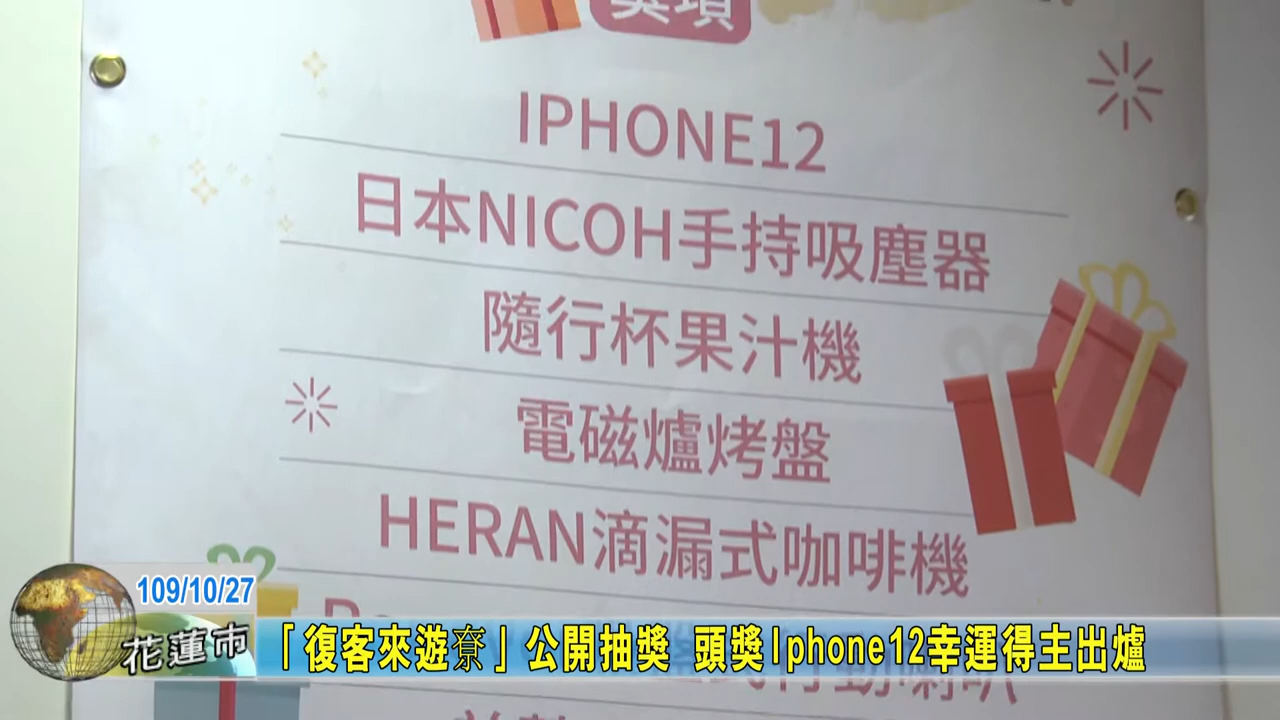 獎項
IPHONE12
日本NICOH手持吸塵器
隨行杯果汁機
電磁爐烤盤
HERAN滴漏式咖啡機
109/10/27
花蓮市
「復客來遊尞」公開抽獎 頭獎Iphone12幸運得主出爐